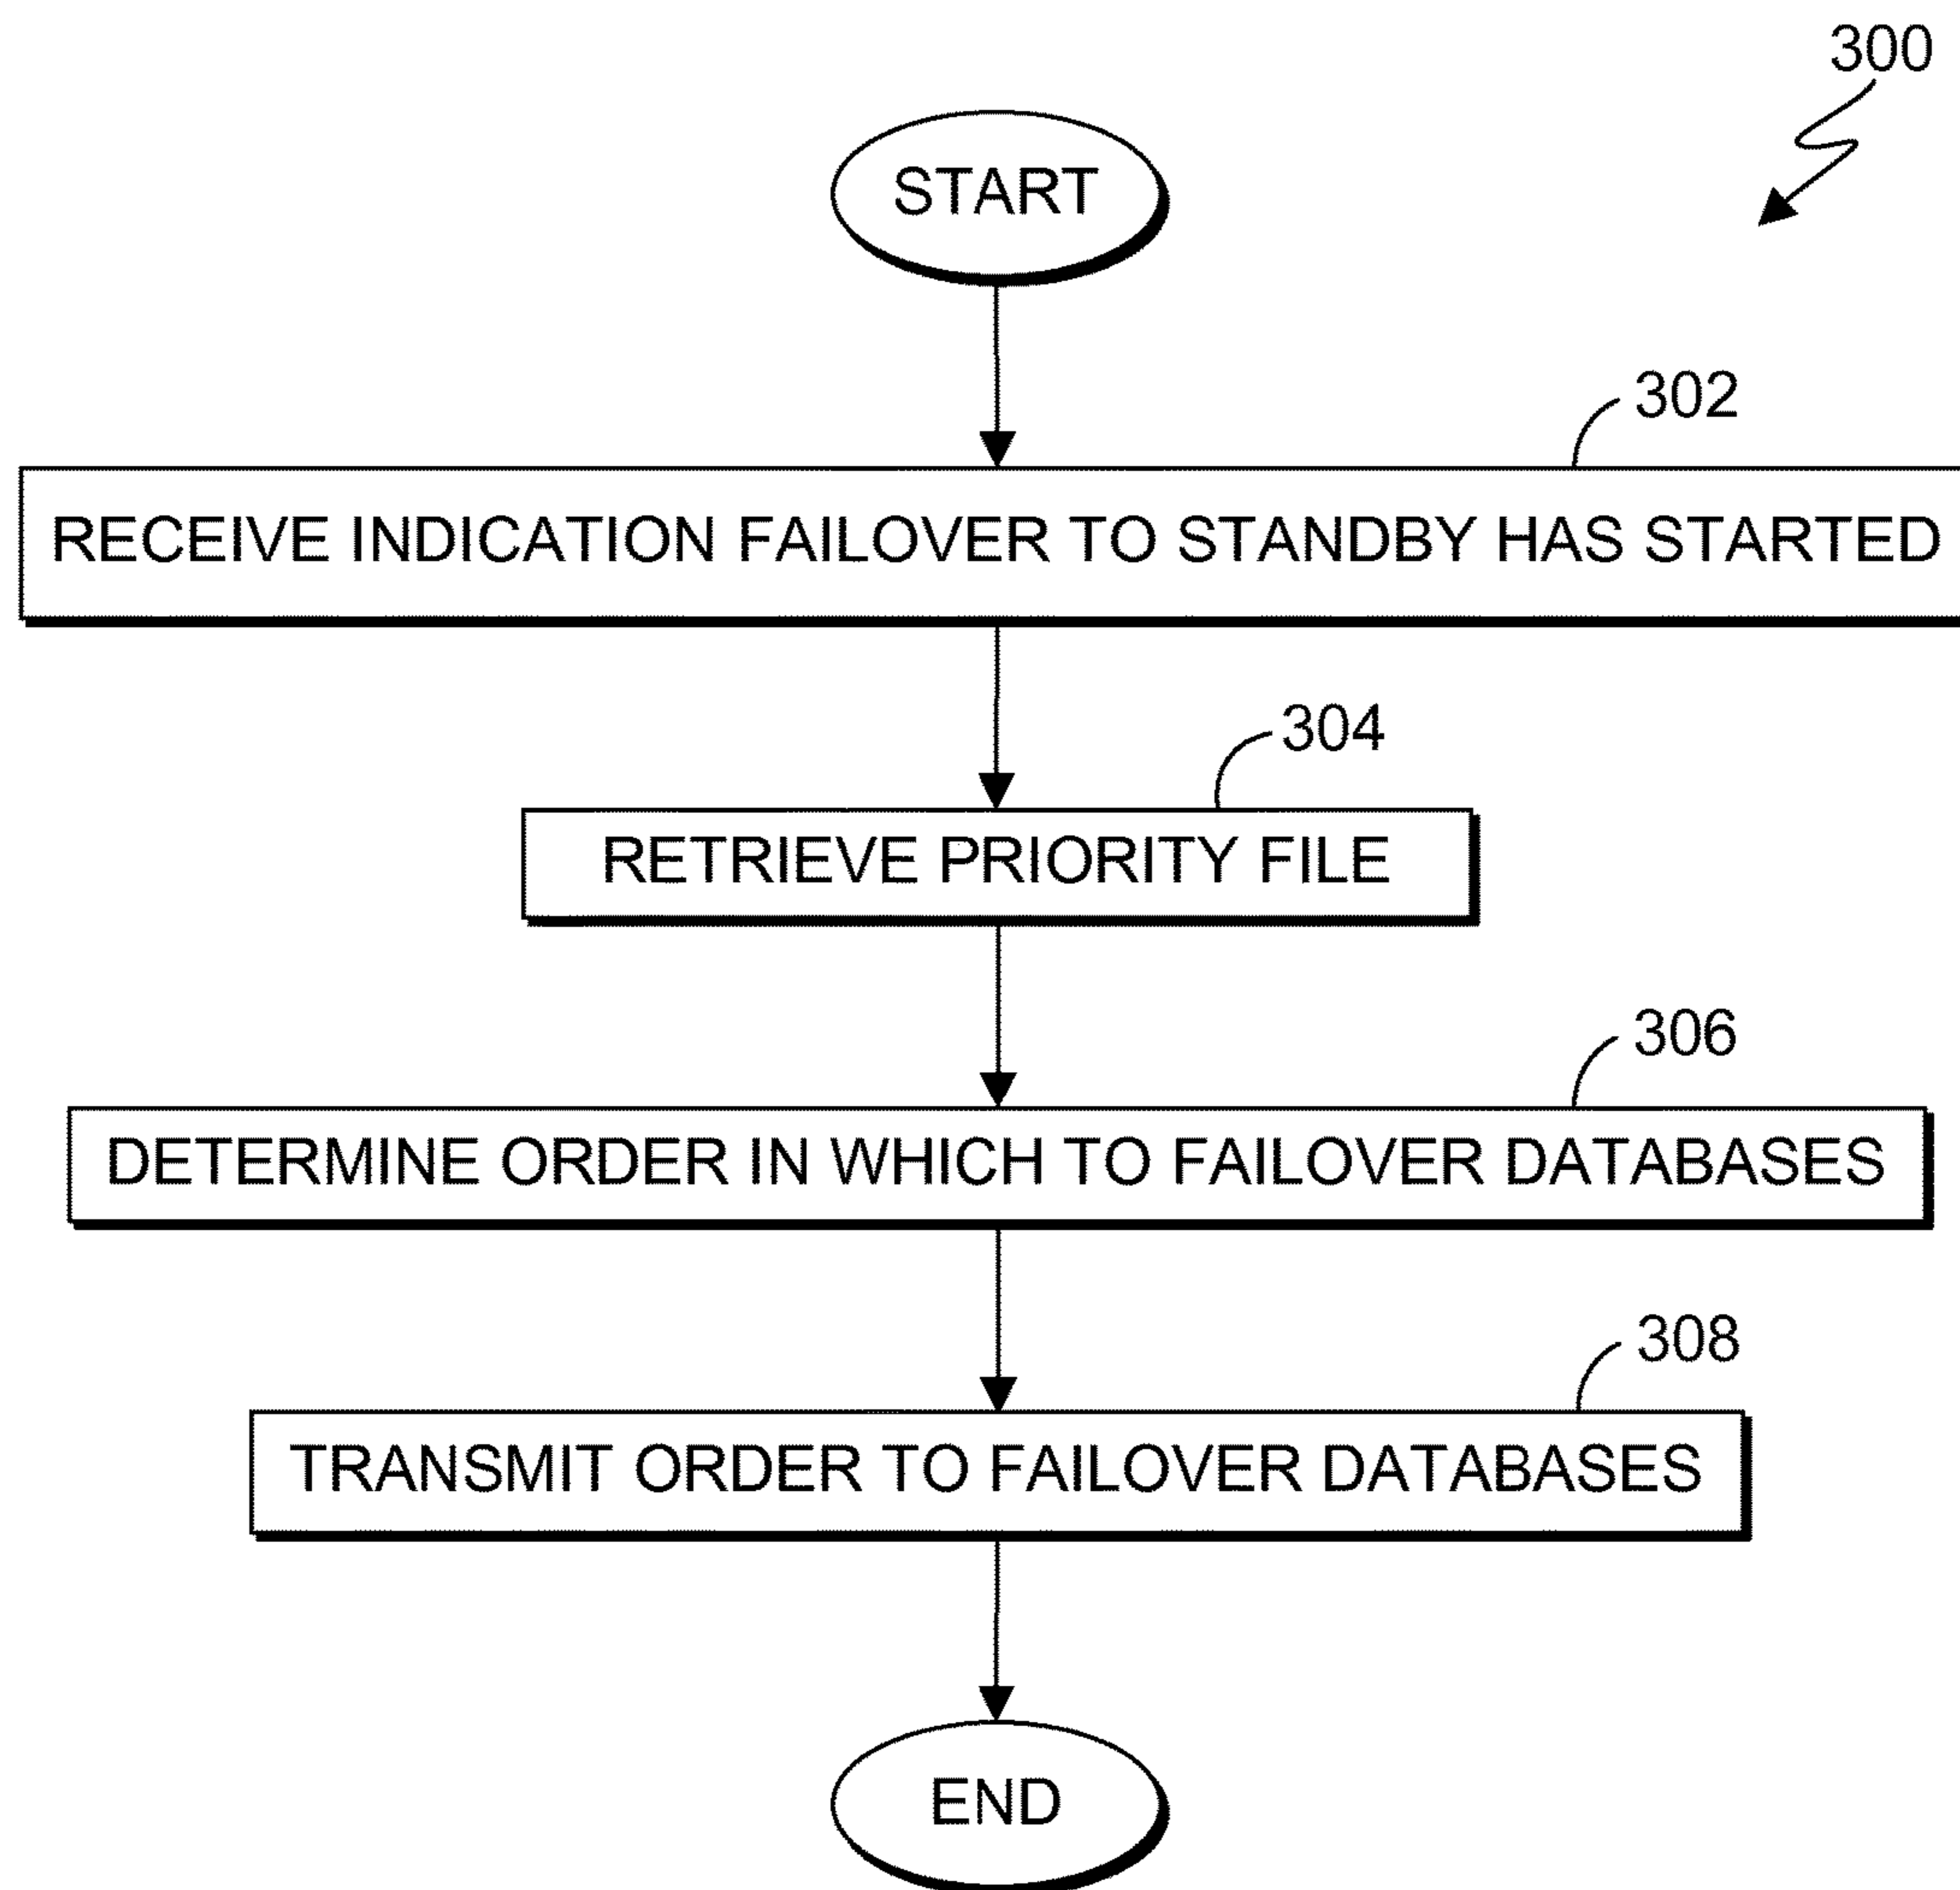 300
START
302
RECEIVE INDICATION FAILOVER TO STANDBY HAS STARTED
304
RETRIEVE PRIORITY FILE
306
DETERMINE ORDER IN WHICH TO FAILOVER DATABASES
308
TRANSMIT ORDER TO FAILOVER DATABASES
END